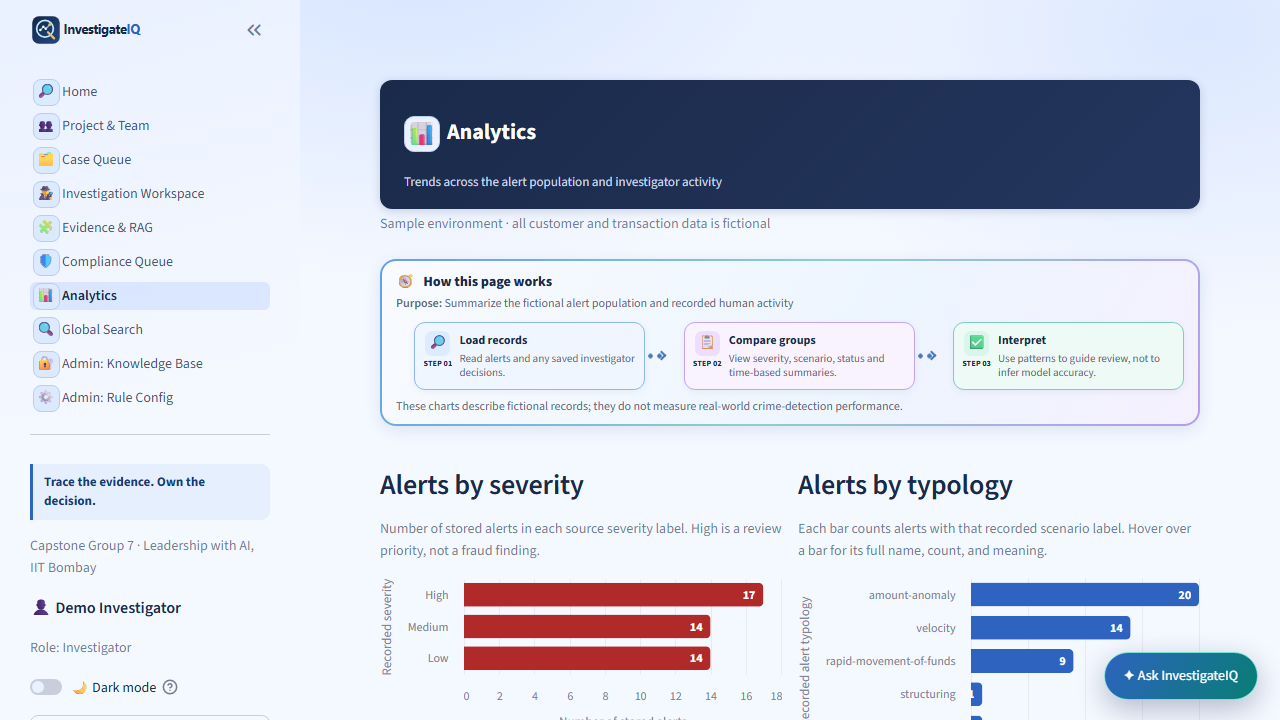 InvestigateIQ
Home
Project & Team
Case Queue
Investigation Workspace
Evidence & RAG
Compliance Queue
Analytics
Global Search
Admin: Knowledge Base
Admin: Rule Config
Trace the evidence. Own the
decision.
Capstone Group 7 · Leadership with AI,
IIT Bombay
Demo Investigator
Role: Investigator
Dark mode
Analytics
Trends across the alert population and investigator activity
Sample environment · all customer and transaction data is fictional
How this page works
Purpose: Summarize the fictional alert population and recorded human activity
STEP 01
Load records
Read alerts and any saved investigator
decisions.
STEP 02
Compare groups
View severity, scenario, status and
time-based summaries.
STEP 03
Interpret
Use patterns to guide review, not to
infer model accuracy.
These charts describe fictional records; they do not measure real-world crime-detection performance.
Alerts by severity
Number of stored alerts in each source severity label. High is a review
priority, not a fraud finding.
Recorded severity
High 17
Medium 14
Low 14
0 2 4 6 8 10 12 14 16 18
Alerts by typology
Each bar counts alerts with that recorded scenario label. Hover over
a bar for its full name, count, and meaning.
alert typology
amount-anomaly 20
velocity 14
rapid-movement-of-funds 9
structuring
✦ Ask InvestigateIQ